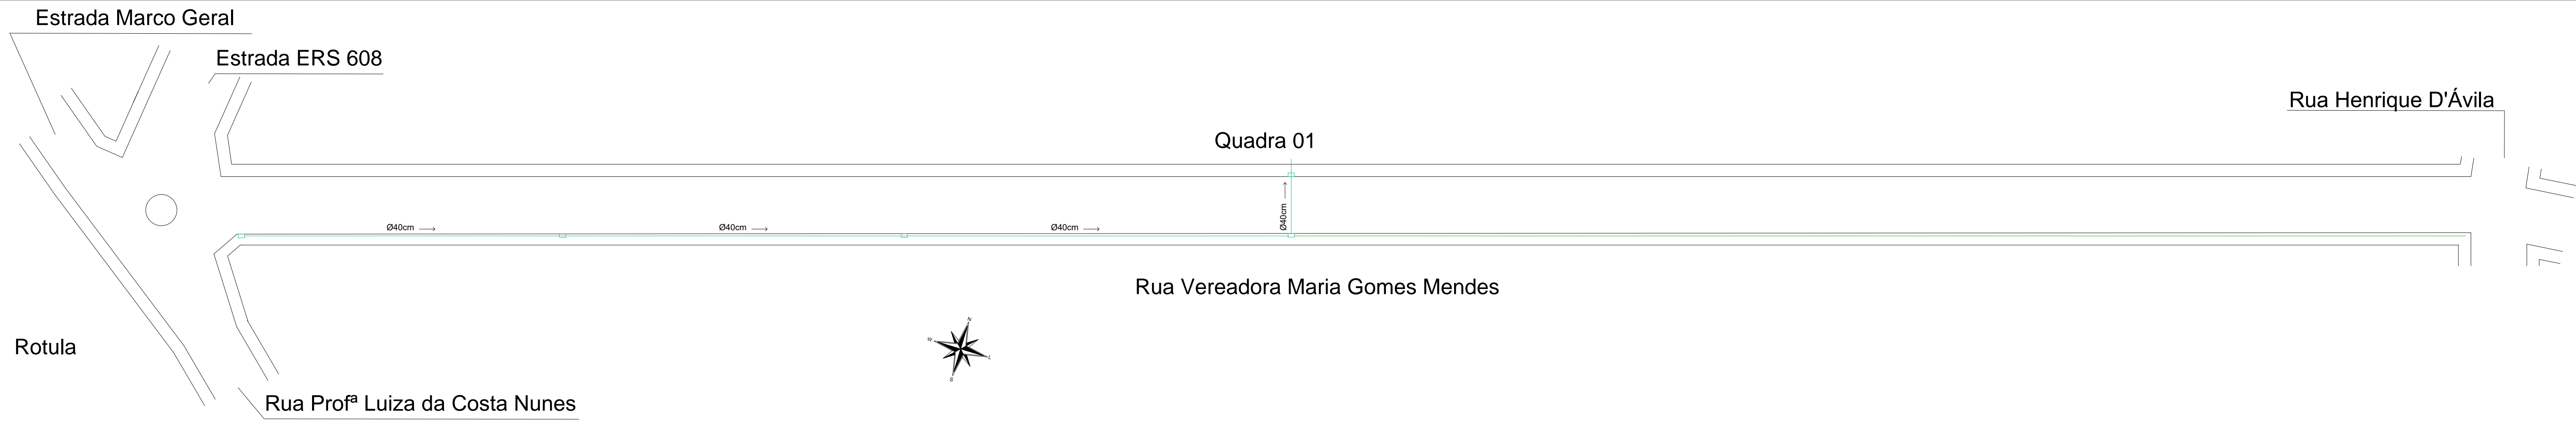 Estrada Marco Geral
Estrada ERS 608
Rua Henrique D'Ávila
Quadra 01
Ø40cm
Ø40cm
Ø40cm
Ø40cm
Rua Vereadora Maria Gomes Mendes
N
W
L
S
Rotula
Rua Profª Luiza da Costa Nunes